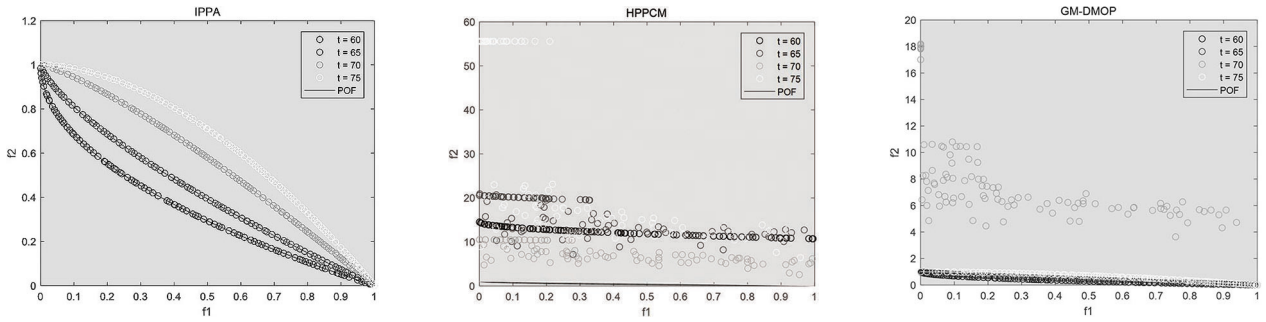 IPPA
1.2
1
0.8
0.6
0.4
0.2
0
f2
t = 60
t = 65
t = 70
t = 75
POF
0 0.1 0.2 0.3 0.4 0.5 0.6 0.7 0.8 0.9 1
f1
HPPCM
60
50
40
30
20
10
0
f2
t = 60
t = 65
t = 70
t = 75
POF
0 0.1 0.2 0.3 0.4 0.5 0.6 0.7 0.8 0.9 1
f1
GM-DMOP
20
18
16
14
12
10
8
6
4
2
0
f2
t = 60
t = 65
t = 70
t = 75
POF
0 0.1 0.2 0.3 0.4 0.5 0.6 0.7 0.8 0.9 1
f1